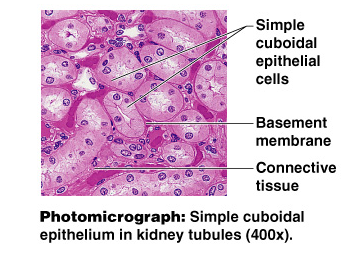 Simple
cuboidal
epithelial
cells
Basement
membrane
Connective
tissue
Photomicrograph: Simple cuboidal
epithelium in kidney tubules (400x).